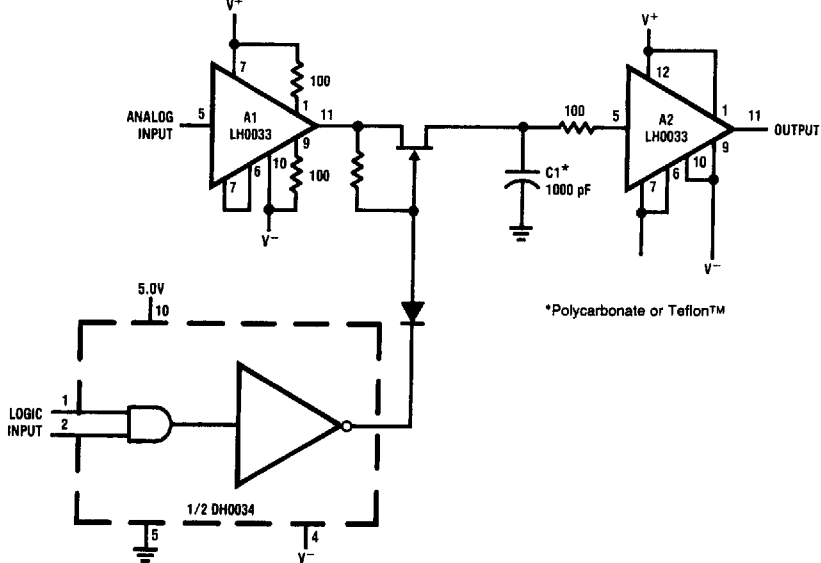 V+
V+
7
12
100
ANALOG
INPUT
5
A1
LH0033
1
11
9
10
6
7
100
V−
100
C1*
1000 pF
5
A2
LH0033
1
11
OUTPUT
9
10
6
7
V−
*Polycarbonate or Teflon™
5.0V
10
LOGIC
INPUT
1
2
1/2 DH0034
5
4
V−